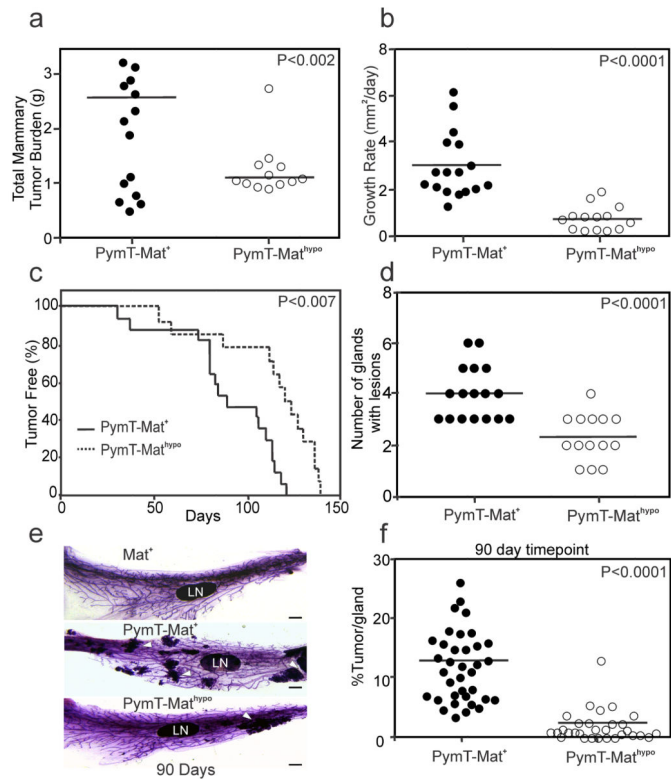 a
P<0.002
Total Mammary
Tumor Burden (g)
3
2
1
0
PymT-Mat⁺
PymT-Matʰʸᵖᵒ
b
P<0.0001
Growth Rate (mm²/day)
8
6
4
2
0
PymT-Mat⁺
PymT-Matʰʸᵖᵒ
c
P<0.007
Tumor Free (%)
100
80
60
40
20
0
PymT-Mat⁺
PymT-Matʰʸᵖᵒ
0
50
100
150
Days
d
P<0.0001
Number of glands
with lesions
8
6
4
2
0
PymT-Mat⁺
PymT-Matʰʸᵖᵒ
e
Mat⁺
LN
PymT-Mat⁺
LN
PymT-Matʰʸᵖᵒ
LN
90 Days
f
90 day timepoint
P<0.0001
%Tumor/gland
30
20
10
0
PymT-Mat⁺
PymT-Matʰʸᵖᵒ